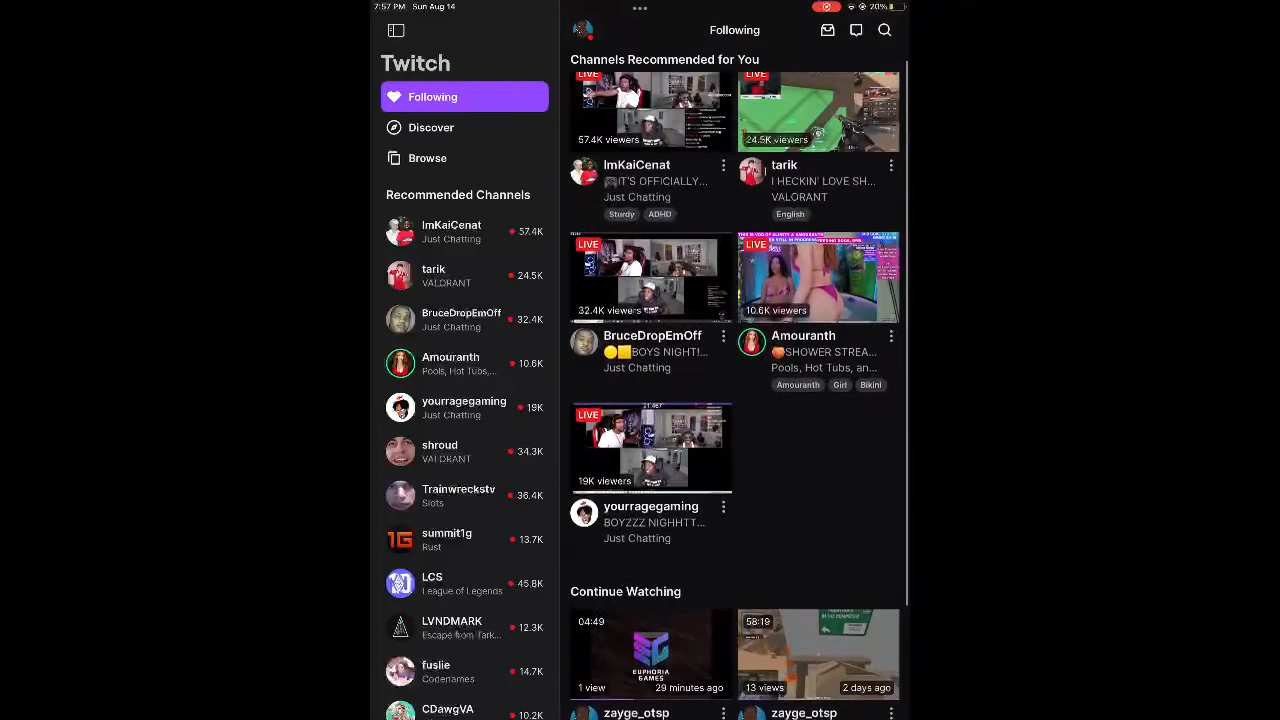 7:57 PM Sun Aug 14
20%
Twitch
Following
Discover
Browse
Recommended Channels
ImKaiCenat
Just Chatting
57.4K
tarik
VALORANT
24.5K
BruceDropEmOff
Just Chatting
32.4K
Amouranth
Pools, Hot Tubs,...
10.6K
yourragegaming
Just Chatting
19K
shroud
VALORANT
34.3K
Trainwreckstv
Slots
36.4K
summit1g
Rust
13.7K
LCS
League of Legends
45.8K
LVNDMARK
Escape from Tark...
12.3K
fuslie
Codenames
14.7K
CDawgVA
10.2K
Following
Channels Recommended for You
LIVE
57.4K viewers
ImKaiCenat
IT'S OFFICIALLY...
Just Chatting
Sturdy ADHD
LIVE
24.5K viewers
tarik
I HECKIN' LOVE SH...
VALORANT
English
LIVE
32.4K viewers
BruceDropEmOff
BOYS NIGHT!...
Just Chatting
LIVE
10.6K viewers
Amouranth
SHOWER STREA...
Pools, Hot Tubs, an...
Amouranth Girl Bikini
LIVE
19K viewers
yourragegaming
BOYZZZ NIGHHTT...
Just Chatting
Continue Watching
04:49
EUPHORIA
GAMES
1 view 29 minutes ago
zayge_otsp
58:19
13 views 2 days ago
zayge_otsp